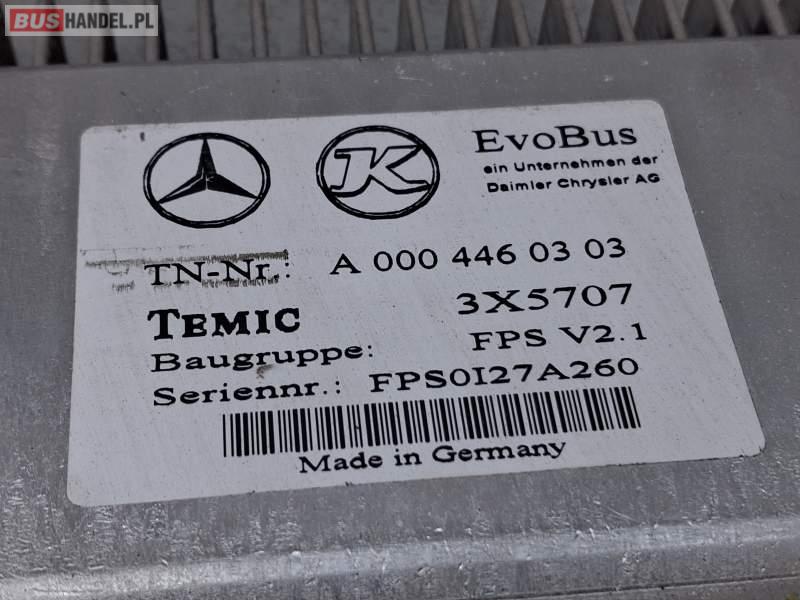 BUSHANDEL.PL
K
EvoBus
ein Unternehmen der
Daimler Chrysler AG
TN-Nr.: A 000 446 03 03
TEMIC 3X5707
Baugruppe: FPS V2.1
Seriennr.: FPS0I27A260
Made in Germany